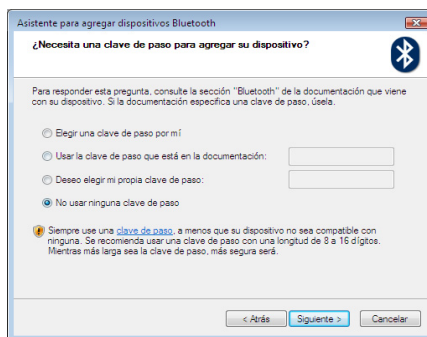 Asistente para agregar dispositivos Bluetooth
¿Necesita una clave de paso para agregar su dispositivo?
Para responder esta pregunta, consulte la sección "Bluetooth" de la documentación que viene
con su dispositivo. Si la documentación especifica una clave de paso, úsela.
Elegir una clave de paso por mí
Usar la clave de paso que está en la documentación:
Deseo elegir mi propia clave de paso:
No usar ninguna clave de paso
Siempre use una clave de paso, a menos que su dispositivo no sea compatible con
ninguna. Se recomienda usar una clave de paso con una longitud de 8 a 16 dígitos.
Mientras más larga sea la clave de paso, más segura será.
< Atrás
Siguiente >
Cancelar